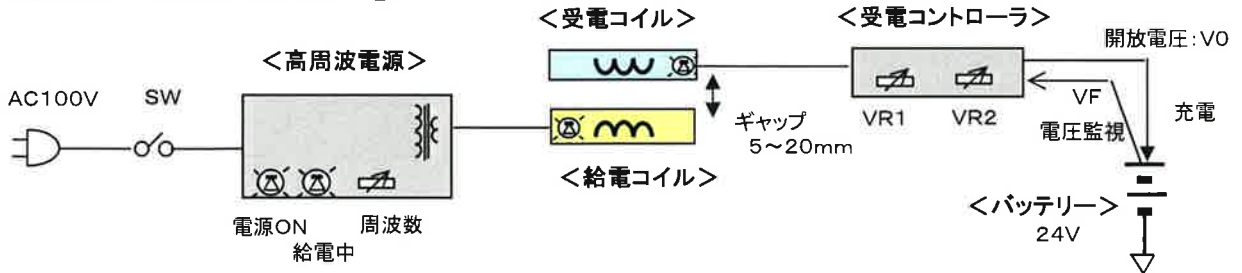 ＜受電コイル＞
＜受電コントローラ＞
開放電圧：V0
＜高周波電源＞
AC100V
SW
VR1
VR2
VF
電圧監視
充電
ギャップ
5～20mm
＜給電コイル＞
電源ON
給電中
周波数
＜バッテリー＞
24V